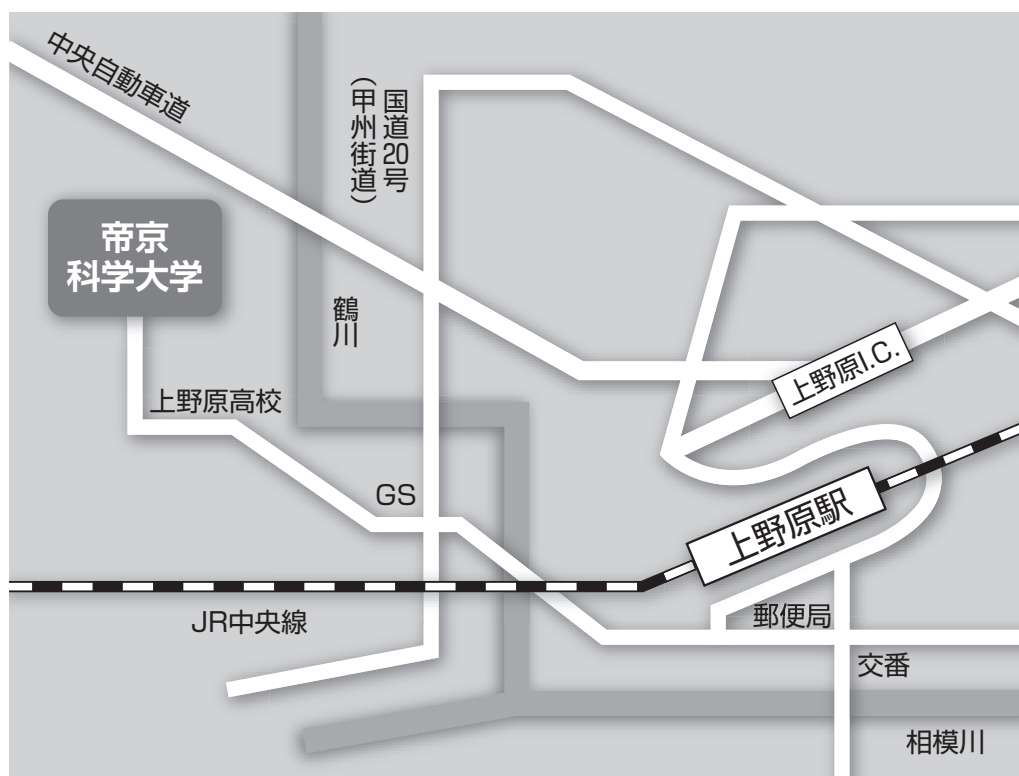 中央自動車道
国道20号
(甲州街道)
帝京
科学大学
鶴川
上野原I.C.
上野原高校
GS
上野原駅
JR中央線
郵便局
交番
相模川